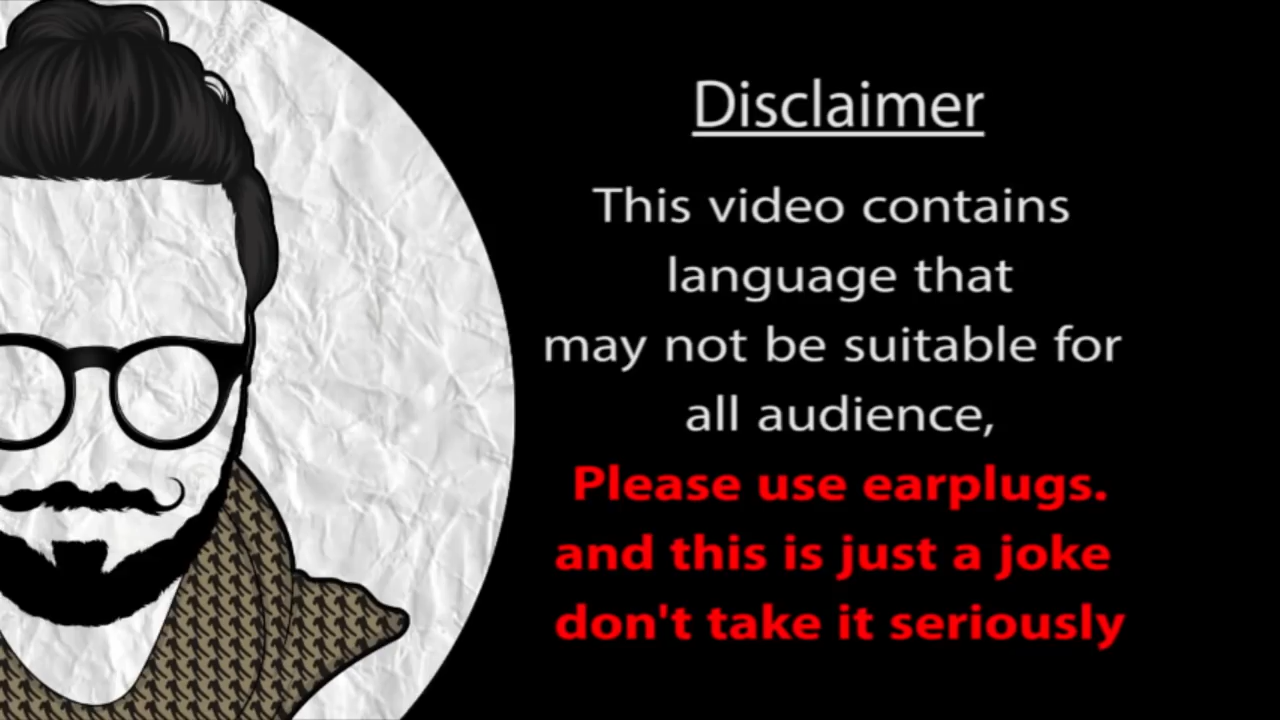 Disclaimer
This video contains
language that
may not be suitable for
all audience,
Please use earplugs.
and this is just a joke
don't take it seriously